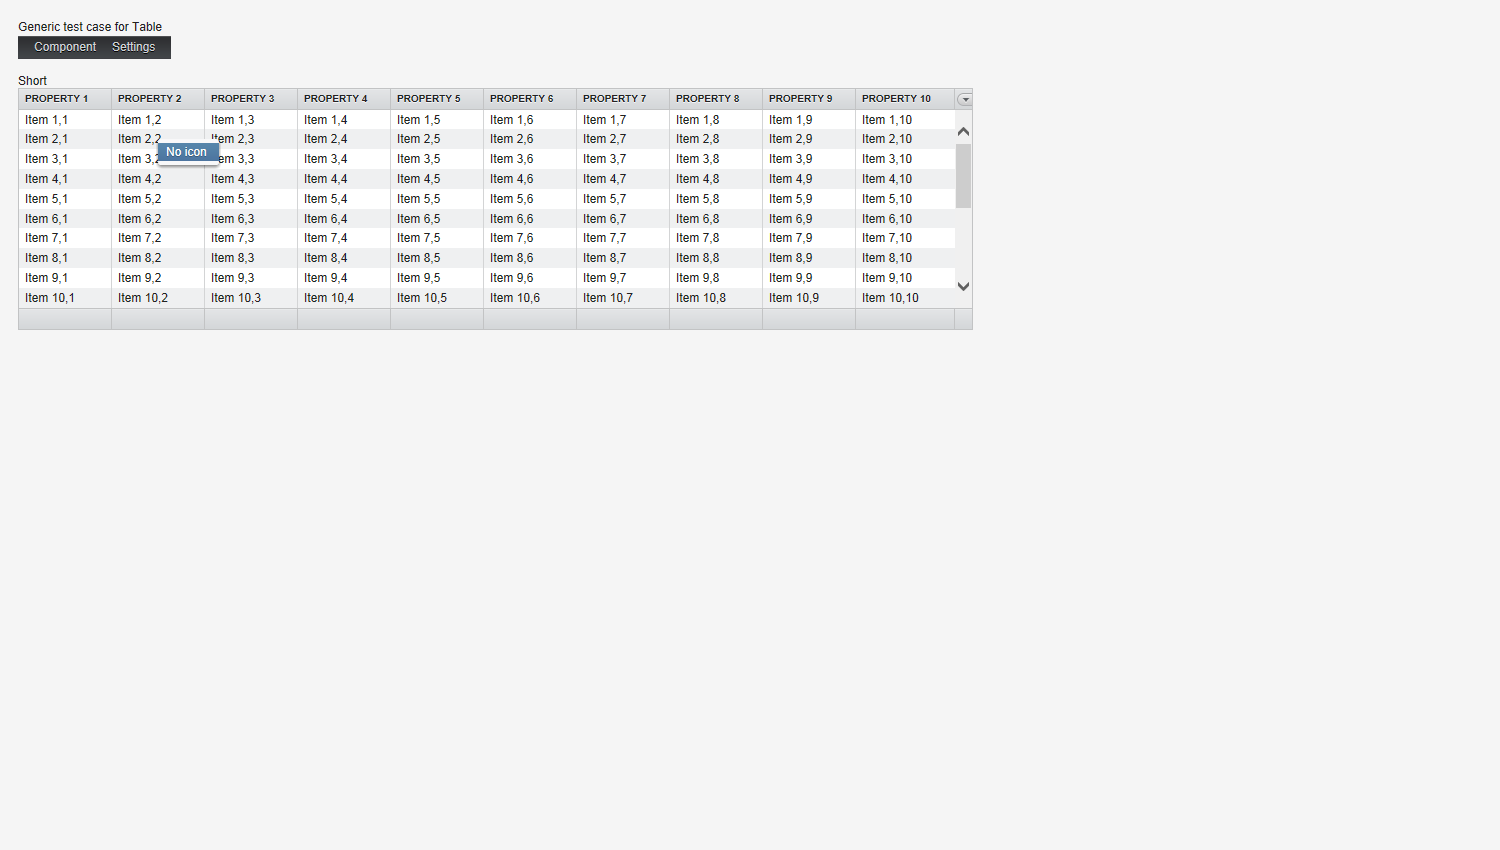 Generic test case for Table
Component Settings
Short
PROPERTY 1 PROPERTY 2 PROPERTY 3 PROPERTY 4 PROPERTY 5 PROPERTY 6 PROPERTY 7 PROPERTY 8 PROPERTY 9 PROPERTY 10
Item 1,1 Item 1,2 Item 1,3 Item 1,4 Item 1,5 Item 1,6 Item 1,7 Item 1,8 Item 1,9 Item 1,10
Item 2,1 Item 2,2 Item 2,3 Item 2,4 Item 2,5 Item 2,6 Item 2,7 Item 2,8 Item 2,9 Item 2,10
No icon
Item 3,1 Item 3,2 Item 3,3 Item 3,4 Item 3,5 Item 3,6 Item 3,7 Item 3,8 Item 3,9 Item 3,10
Item 4,1 Item 4,2 Item 4,3 Item 4,4 Item 4,5 Item 4,6 Item 4,7 Item 4,8 Item 4,9 Item 4,10
Item 5,1 Item 5,2 Item 5,3 Item 5,4 Item 5,5 Item 5,6 Item 5,7 Item 5,8 Item 5,9 Item 5,10
Item 6,1 Item 6,2 Item 6,3 Item 6,4 Item 6,5 Item 6,6 Item 6,7 Item 6,8 Item 6,9 Item 6,10
Item 7,1 Item 7,2 Item 7,3 Item 7,4 Item 7,5 Item 7,6 Item 7,7 Item 7,8 Item 7,9 Item 7,10
Item 8,1 Item 8,2 Item 8,3 Item 8,4 Item 8,5 Item 8,6 Item 8,7 Item 8,8 Item 8,9 Item 8,10
Item 9,1 Item 9,2 Item 9,3 Item 9,4 Item 9,5 Item 9,6 Item 9,7 Item 9,8 Item 9,9 Item 9,10
Item 10,1 Item 10,2 Item 10,3 Item 10,4 Item 10,5 Item 10,6 Item 10,7 Item 10,8 Item 10,9 Item 10,10